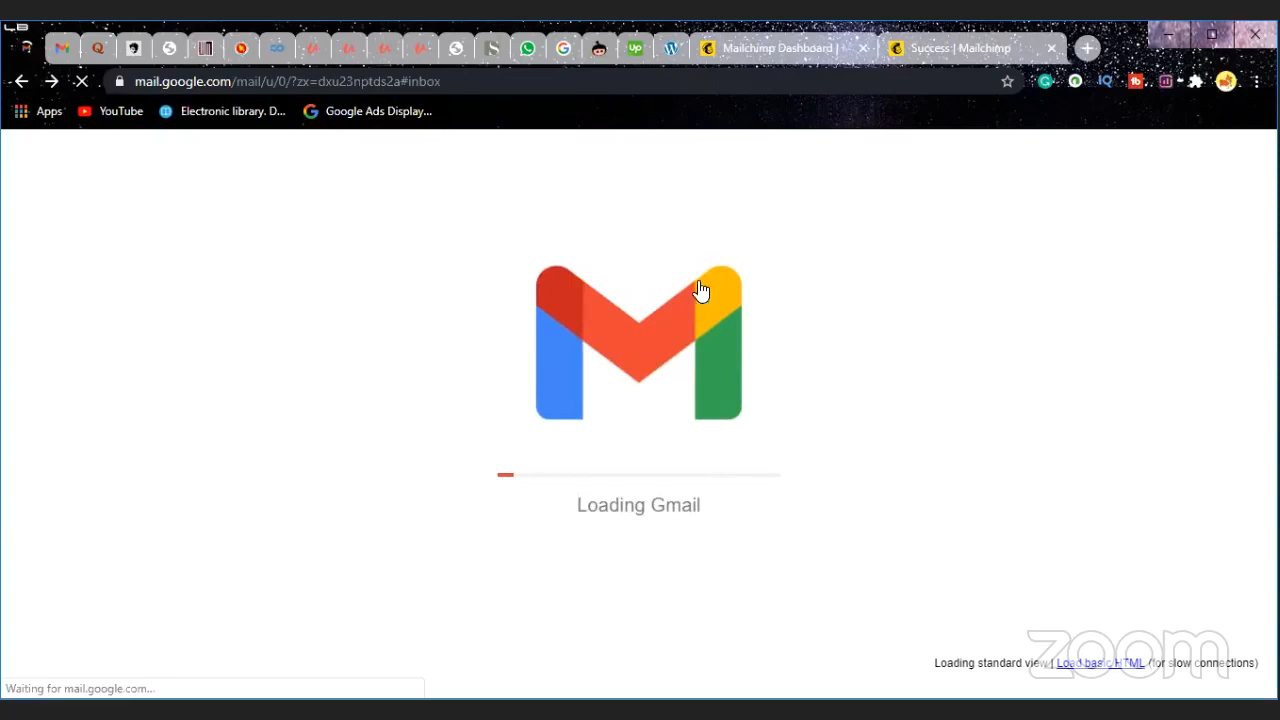 Mailchimp Dashboard |
Success | Mailchimp
mail.google.com/mail/u/0/?zx=dxu23nptds2a#inbox
Apps
YouTube
Electronic library. D...
Google Ads Display...
Loading Gmail
zoom
Loading standard view | Load basic HTML (for slow connections)
Waiting for mail.google.com...